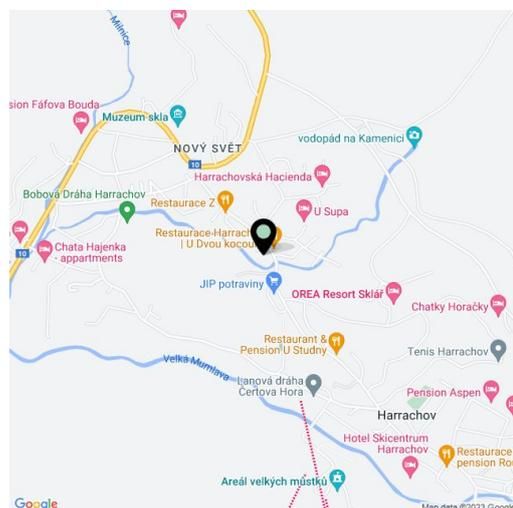 Milnice
sion Fáfova Bouda
Muzeum skla
NOVÝ SVĚT
vodopád na Kamenici
10
Harrachovská Hacienda
Bobová Dráha Harrachov
Restaurace Z
U Supa
Restaurace-Harrach
| U Dvou kocou
10
Chata Hajenka
- appartments
JIP potraviny
OREA Resort Sklář
Chatky Horačky
Restaurant &
Pension U Studny
Tenis Harrachov
Velká Mumlava
Lanová dráha
Čertova Hora
Pension Aspen
Harrachov
Hotel Skicentrum
Harrachov
Restaurace
pension Ro
Areál velkých můstků
Google
Map data ©2023 Google